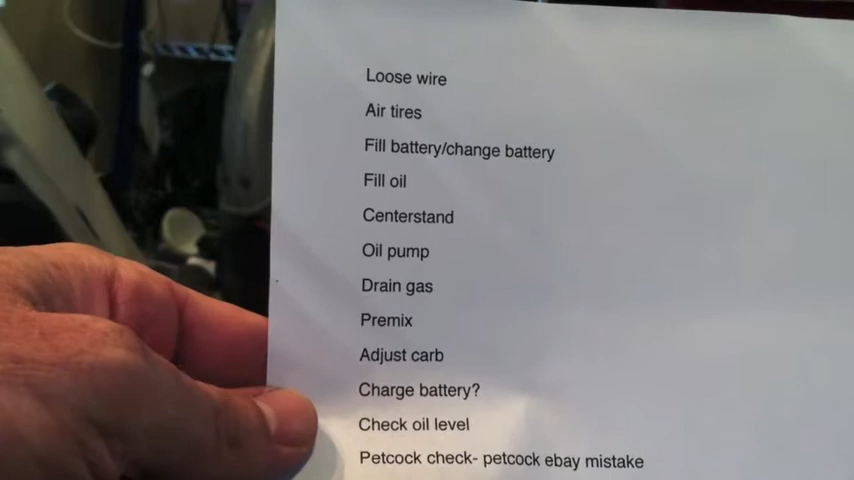 Loose wire
Air tires
Fill battery/change battery
Fill oil
Centerstand
Oil pump
Drain gas
Premix
Adjust carb
Charge battery?
Check oil level
Petcock check- petcock ebay mistake